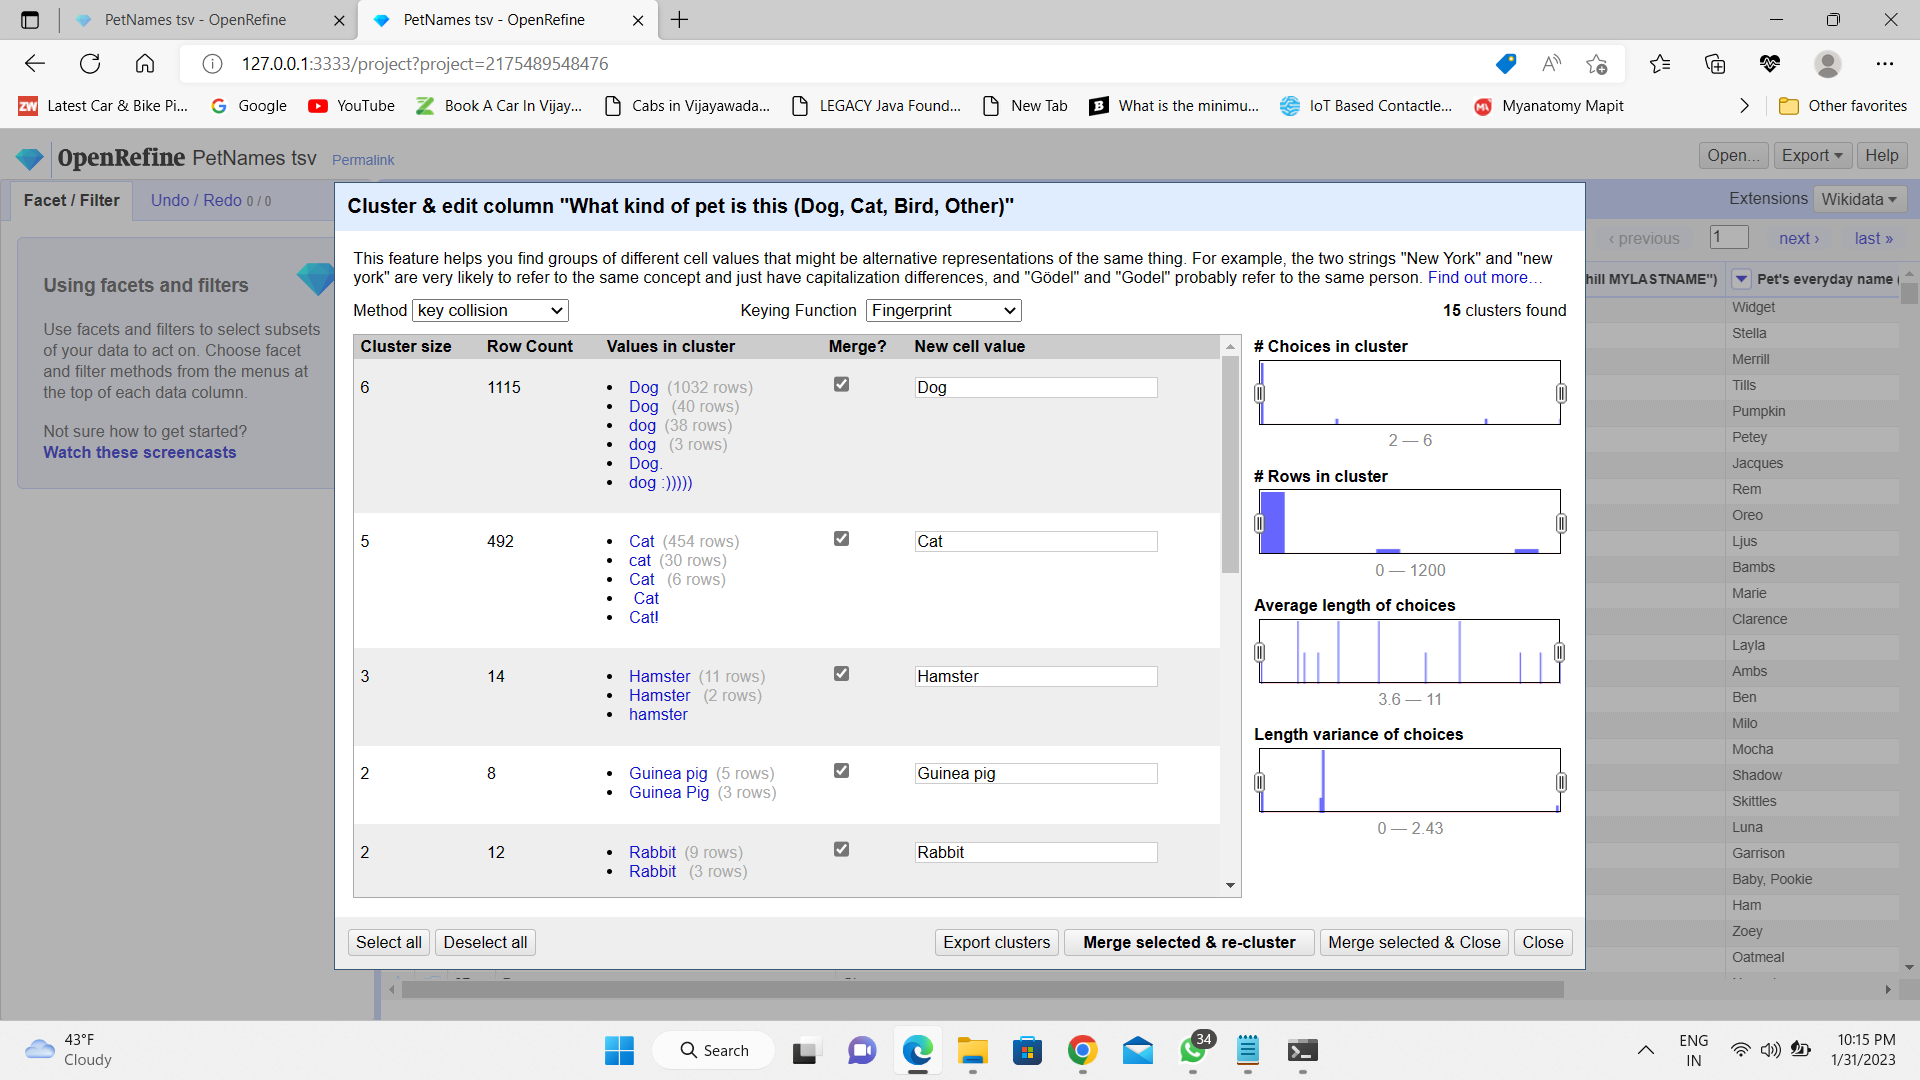 PetNames tsv - OpenRefine
PetNames tsv - OpenRefine
127.0.0.1:3333/project?project=2175489548476
Latest Car & Bike Pi...
Google
YouTube
Book A Car In Vijay...
Cabs in Vijayawada...
LEGACY Java Found...
New Tab
What is the minimu...
IoT Based Contactle...
Myanatomy Mapit
Other favorites
OpenRefine PetNames tsv Permalink
Open... Export Help
Facet / Filter
Undo / Redo 0 / 0
Extensions Wikidata
‹ previous 1 next › last »
Using facets and filters
Use facets and filters to select subsets
of your data to act on. Choose facet
and filter methods from the menus at
the top of each data column.
Not sure how to get started?
Watch these screencasts
Cluster & edit column "What kind of pet is this (Dog, Cat, Bird, Other)"
This feature helps you find groups of different cell values that might be alternative representations of the same thing. For example, the two strings "New York" and "new
york" are very likely to refer to the same concept and just have capitalization differences, and "Gödel" and "Godel" probably refer to the same person. Find out more...
Method key collision Keying Function Fingerprint 15 clusters found
Cluster size Row Count Values in cluster Merge? New cell value
6 1115 Dog (1032 rows) Dog
Dog (40 rows)
dog (38 rows)
dog (3 rows)
Dog.
dog :)))))
5 492 Cat (454 rows) Cat
cat (30 rows)
Cat (6 rows)
Cat
Cat!
3 14 Hamster (11 rows) Hamster
Hamster (2 rows)
hamster
2 8 Guinea pig (5 rows) Guinea pig
Guinea Pig (3 rows)
2 12 Rabbit (9 rows) Rabbit
Rabbit (3 rows)
# Choices in cluster
2 — 6
# Rows in cluster
0 — 1200
Average length of choices
3.6 — 11
Length variance of choices
0 — 2.43
Select all Deselect all Export clusters Merge selected & re-cluster Merge selected & Close Close
hill MYLASTNAME") Pet's everyday name
Widget
Stella
Merrill
Tills
Pumpkin
Petey
Jacques
Rem
Oreo
Ljus
Bambs
Marie
Clarence
Layla
Ambs
Ben
Milo
Mocha
Shadow
Skittles
Luna
Garrison
Baby, Pookie
Ham
Zoey
Oatmeal
43°F
Cloudy
Search
34
ENG
IN
10:15 PM
1/31/2023